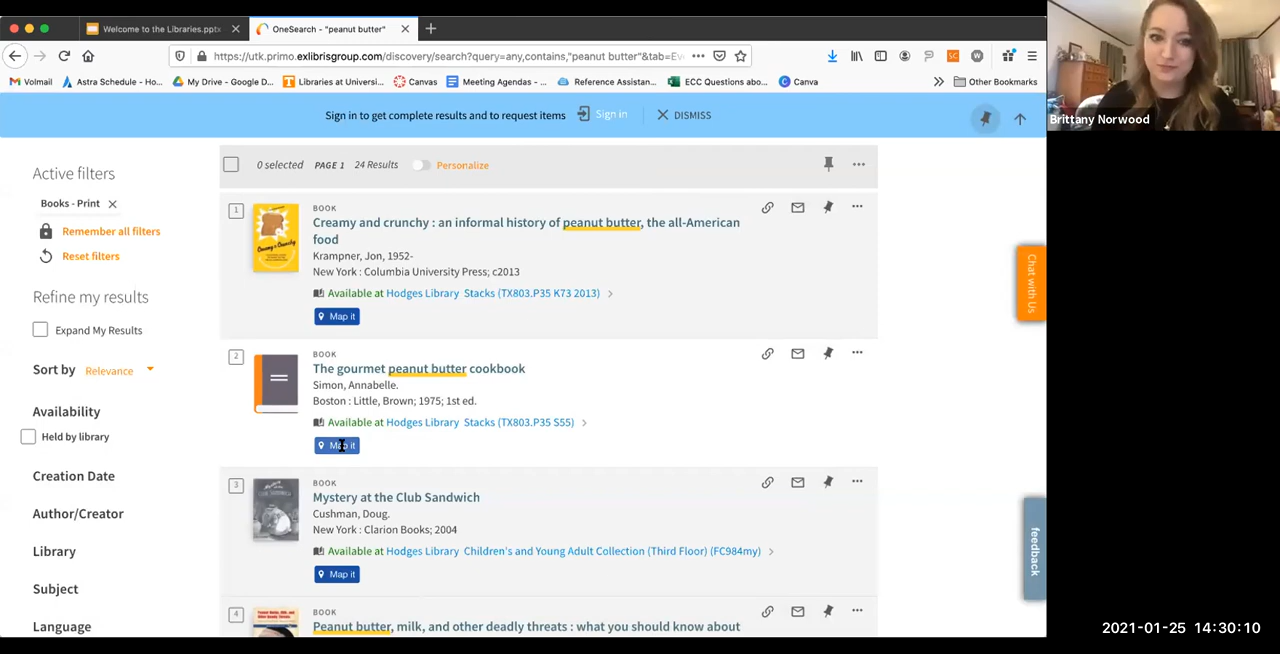 Welcome to the Libraries.pptx
OneSearch - "peanut butter"
https://utk.primo.exlibrisgroup.com/discovery/search?query=any,contains,"peanut butter"&tab=Ev
Volmail
Astra Schedule - Ho...
My Drive - Google D...
Libraries at Universi...
Canvas
Meeting Agendas - ...
Reference Assistan...
ECC Questions abo...
Canva
Other Bookmarks
Sign in to get complete results and to request items
Sign in
DISMISS
Brittany Norwood
Active filters
Books - Print
Remember all filters
Reset filters
Refine my results
Expand My Results
Sort by Relevance
Availability
Held by library
Creation Date
Author/Creator
Library
Subject
Language
0 selected PAGE 1 24 Results Personalize
1
BOOK
Creamy and crunchy : an informal history of peanut butter, the all-American
food
Krampner, Jon, 1952-
New York : Columbia University Press; c2013
Available at Hodges Library Stacks (TX803.P35 K73 2013)
Map it
2
BOOK
The gourmet peanut butter cookbook
Simon, Annabelle.
Boston : Little, Brown; 1975; 1st ed.
Available at Hodges Library Stacks (TX803.P35 S55)
Map it
3
BOOK
Mystery at the Club Sandwich
Cushman, Doug.
New York : Clarion Books; 2004
Available at Hodges Library Children's and Young Adult Collection (Third Floor) (FC984my)
Map it
4
BOOK
Peanut butter, milk, and other deadly threats : what you should know about
Chat with Us
feedback
2021-01-25 14:30:10